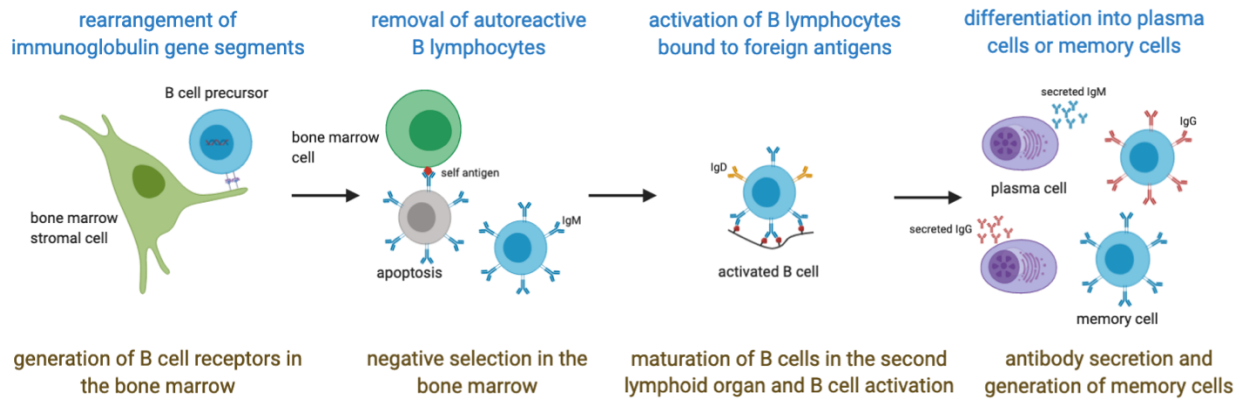 rearrangement of
immunoglobulin gene segments
B cell precursor
bone marrow
stromal cell
generation of B cell receptors in
the bone marrow
removal of autoreactive
B lymphocytes
bone marrow
cell
self antigen
IgM
apoptosis
negative selection in the
bone marrow
activation of B lymphocytes
bound to foreign antigens
IgD
activated B cell
maturation of B cells in the second
lymphoid organ and B cell activation
differentiation into plasma
cells or memory cells
secreted IgM
IgG
plasma cell
secreted IgG
memory cell
antibody secretion and
generation of memory cells